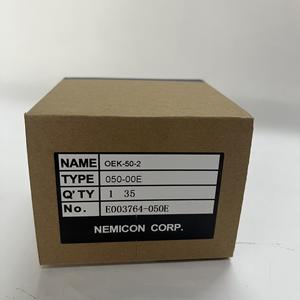 NAME OEK-50-2
TYPE 050-00E
Q'TY 1 35
No. E003764-050E
NEMICON CORP.